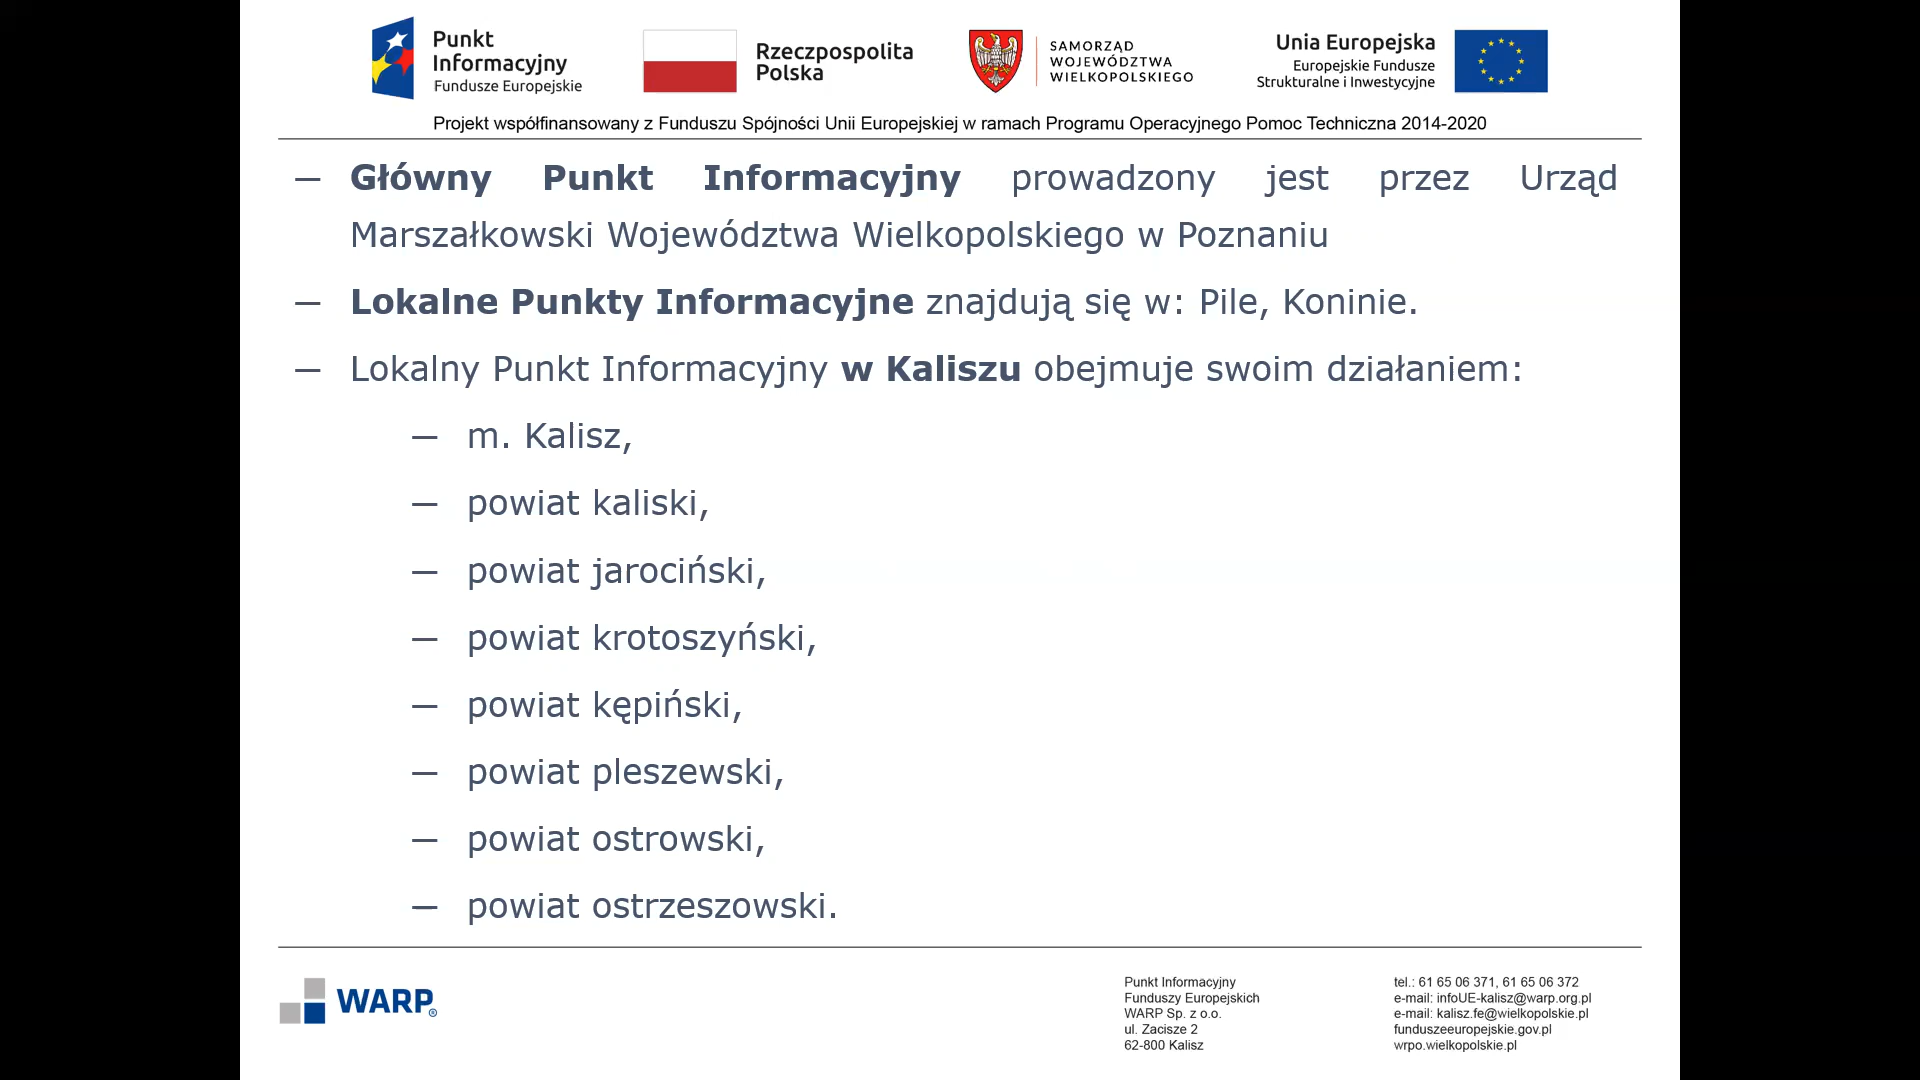 Punkt
Informacyjny
Fundusze Europejskie
Rzeczpospolita
Polska
SAMORZĄD
WOJEWÓDZTWA
WIELKOPOLSKIEGO
Unia Europejska
Europejskie Fundusze
Strukturalne i Inwestycyjne
Projekt współfinansowany z Funduszu Spójności Unii Europejskiej w ramach Programu Operacyjnego Pomoc Techniczna 2014-2020
— Główny Punkt Informacyjny prowadzony jest przez Urząd
Marszałkowski Województwa Wielkopolskiego w Poznaniu
— Lokalne Punkty Informacyjne znajdują się w: Pile, Koninie.
— Lokalny Punkt Informacyjny w Kaliszu obejmuje swoim działaniem:
— m. Kalisz,
— powiat kaliski,
— powiat jarociński,
— powiat krotoszyński,
— powiat kępiński,
— powiat pleszewski,
— powiat ostrowski,
— powiat ostrzeszowski.
WARP®
Punkt Informacyjny
Funduszy Europejskich
WARP Sp. z o.o.
ul. Zacisze 2
62-800 Kalisz
tel.: 61 65 06 371, 61 65 06 372
e-mail: infoUE-kalisz@warp.org.pl
e-mail: kalisz.fe@wielkopolskie.pl
funduszeeuropejskie.gov.pl
wrpo.wielkopolskie.pl